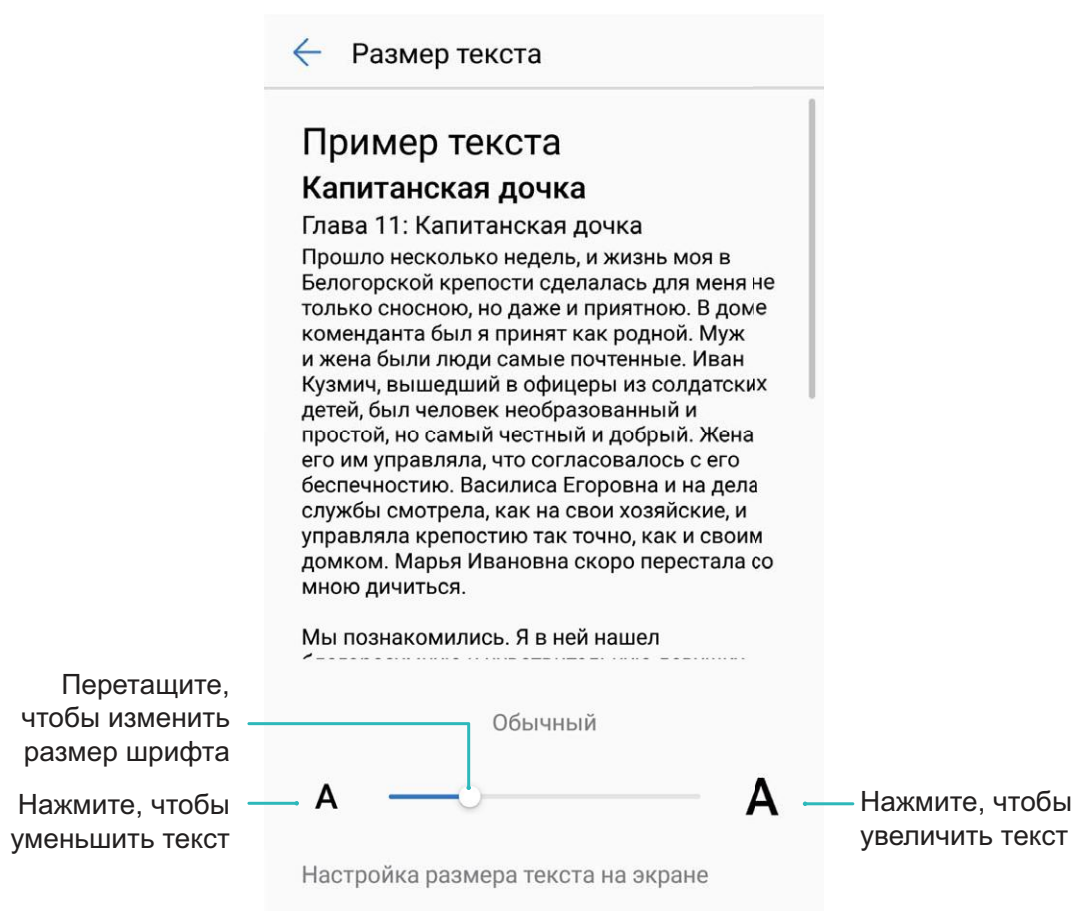 Размер текста
Пример текста
Капитанская дочка
Глава 11: Капитанская дочка
Прошло несколько недель, и жизнь моя в
Белогорской крепости сделалась для меня не
только сносною, но даже и приятною. В доме
коменданта был я принят как родной. Муж
и жена были люди самые почтенные. Иван
Кузмич, вышедший в офицеры из солдатских
детей, был человек необразованный и
простой, но самый честный и добрый. Жена
его им управляла, что согласовалось с его
беспечностию. Василиса Егоровна и на дела
службы смотрела, как на свои хозяйские, и
управляла крепостию так точно, как и своим
домком. Марья Ивановна скоро перестала со
мною дичиться.
Мы познакомились. Я в ней нашел
Перетащите,
чтобы изменить
размер шрифта
Обычный
Нажмите, чтобы
уменьшить текст
A
A
Нажмите, чтобы
увеличить текст
Настройка размера текста на экране